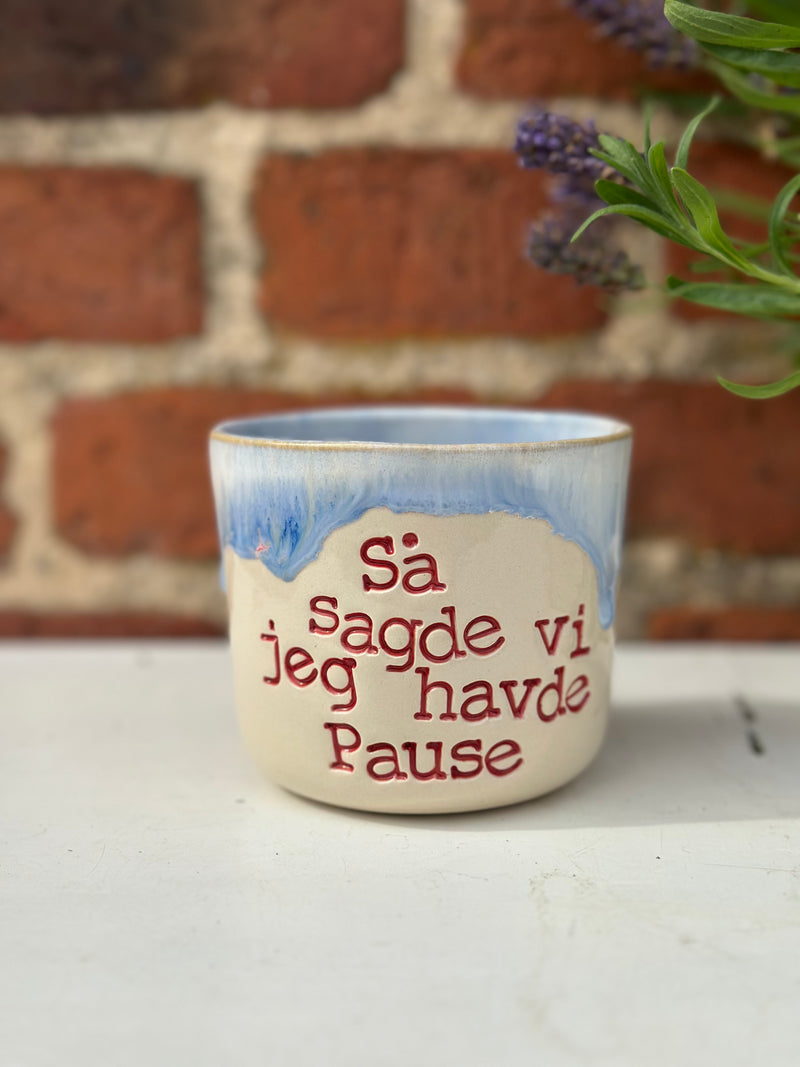 Så
sagde vi
jeg havde
Pause